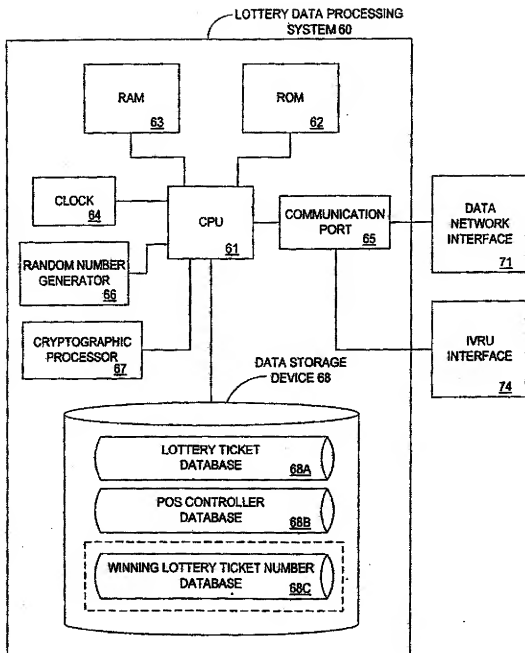 LOTTERY DATA PROCESSING
SYSTEM 60
RAM
63
ROM
62
CLOCK
64
CPU
61
COMMUNICATION
PORT
65
DATA
NETWORK
INTERFACE
71
RANDOM NUMBER
GENERATOR
66
CRYPTOGRAPHIC
PROCESSOR
67
IVRU
INTERFACE
74
DATA STORAGE
DEVICE 68
LOTTERY TICKET
DATABASE
68A
POS CONTROLLER
DATABASE
68B
WINNING LOTTERY TICKET NUMBER
DATABASE
68C